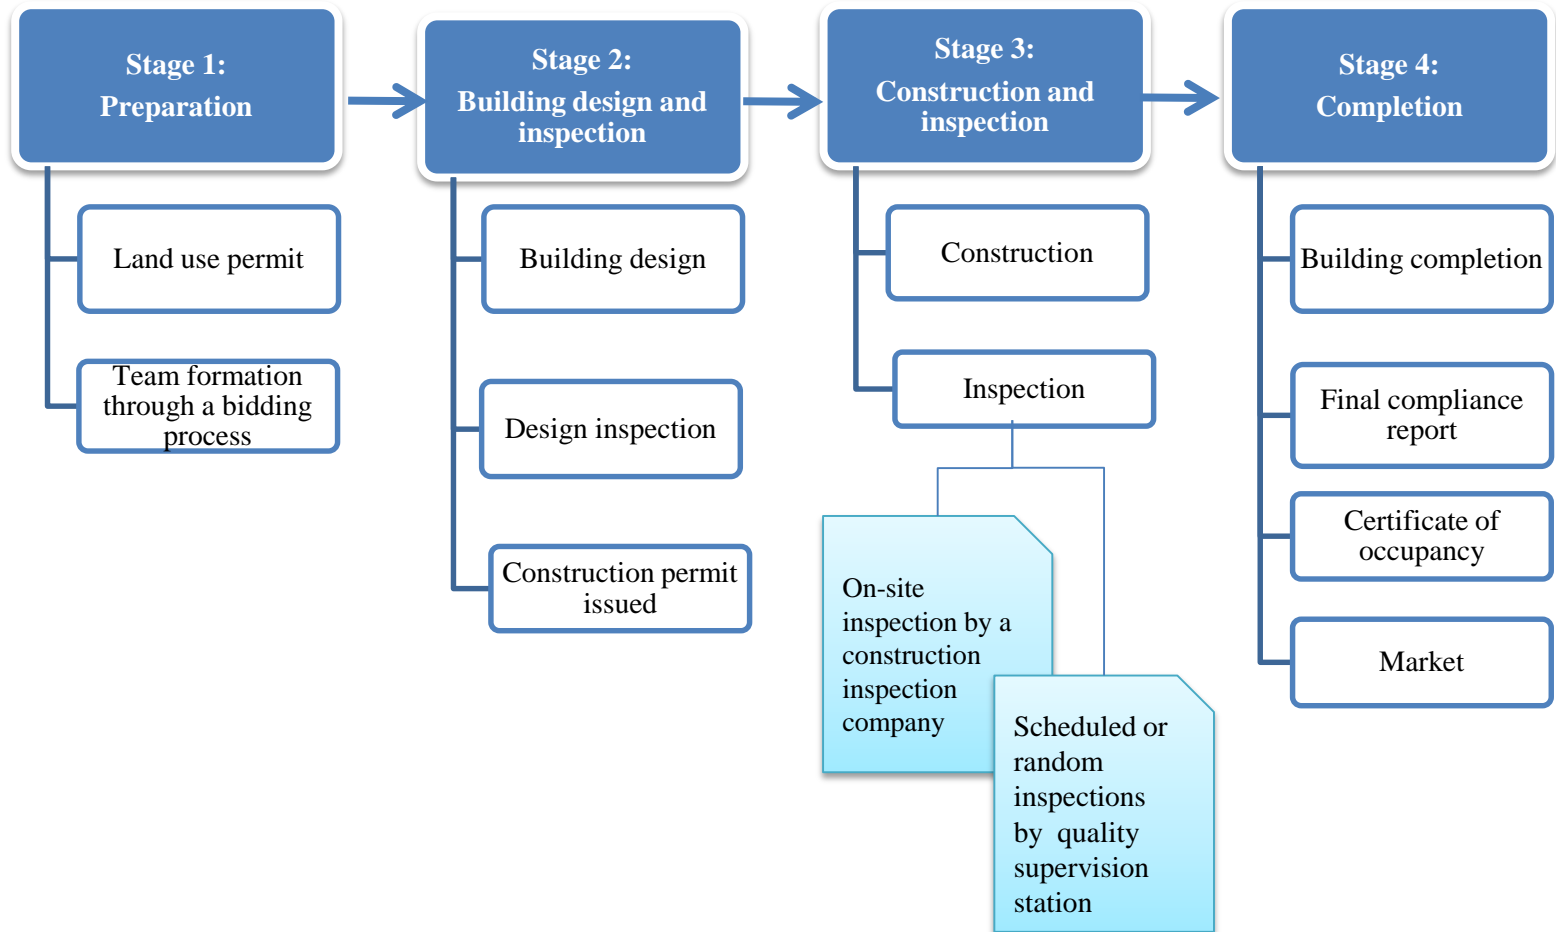 Stage 1:
Preparation
Land use permit
Team formation
through a bidding
process
Stage 2:
Building design and
inspection
Building design
Design inspection
Construction permit
issued
Stage 3:
Construction and
inspection
Construction
Inspection
On-site
inspection by a
construction
inspection
company
Scheduled or
random
inspections
by quality
supervision
station
Stage 4:
Completion
Building completion
Final compliance
report
Certificate of
occupancy
Market